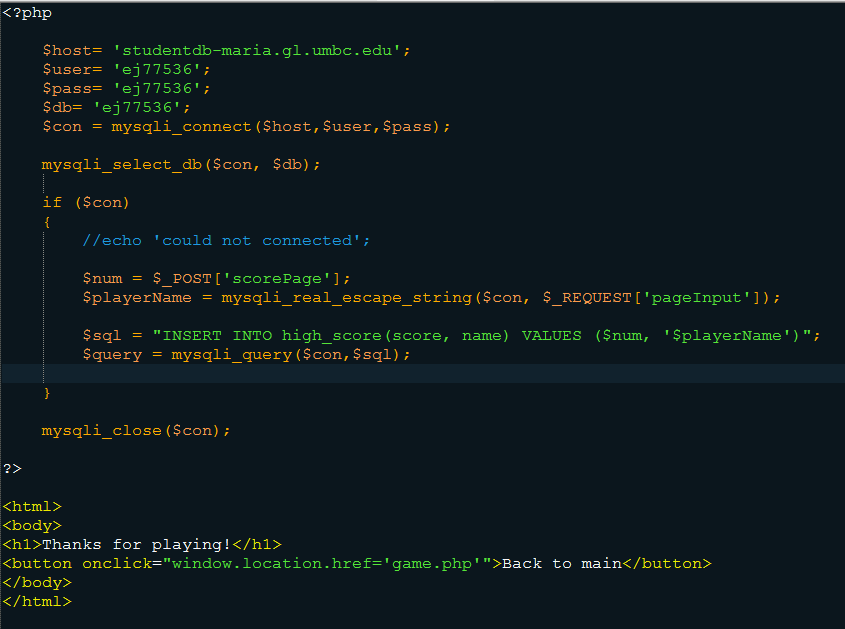 <?php
$host= 'studentdb-maria.gl.umbc.edu';
$user= 'ej77536';
$pass= 'ej77536';
$db= 'ej77536';
$con = mysqli_connect($host,$user,$pass);
mysqli_select_db($con, $db);
if ($con)
{
//echo 'could not connected';
$num = $_POST['scorePage'];
$playerName = mysqli_real_escape_string($con, $_REQUEST['pageInput']);
$sql = "INSERT INTO high_score(score, name) VALUES ($num, '$playerName')";
$query = mysqli_query($con,$sql);
}
mysqli_close($con);
?>
<html>
<body>
<h1>Thanks for playing!</h1>
<button onclick="window.location.href='game.php'">Back to main</button>
</body>
</html>